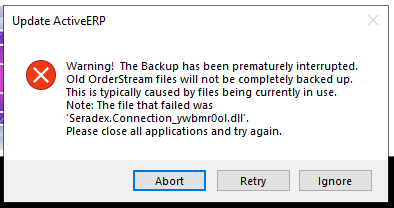 Update ActiveERP
Warning!  The Backup has been prematurely interrupted.
Old OrderStream files will not be completely backed up.
This is typically caused by files being currently in use.
Note: The file that failed was
'Seradex.Connection_ywbmr0ol.dll'.
Please close all applications and try again.
Abort
Retry
Ignore